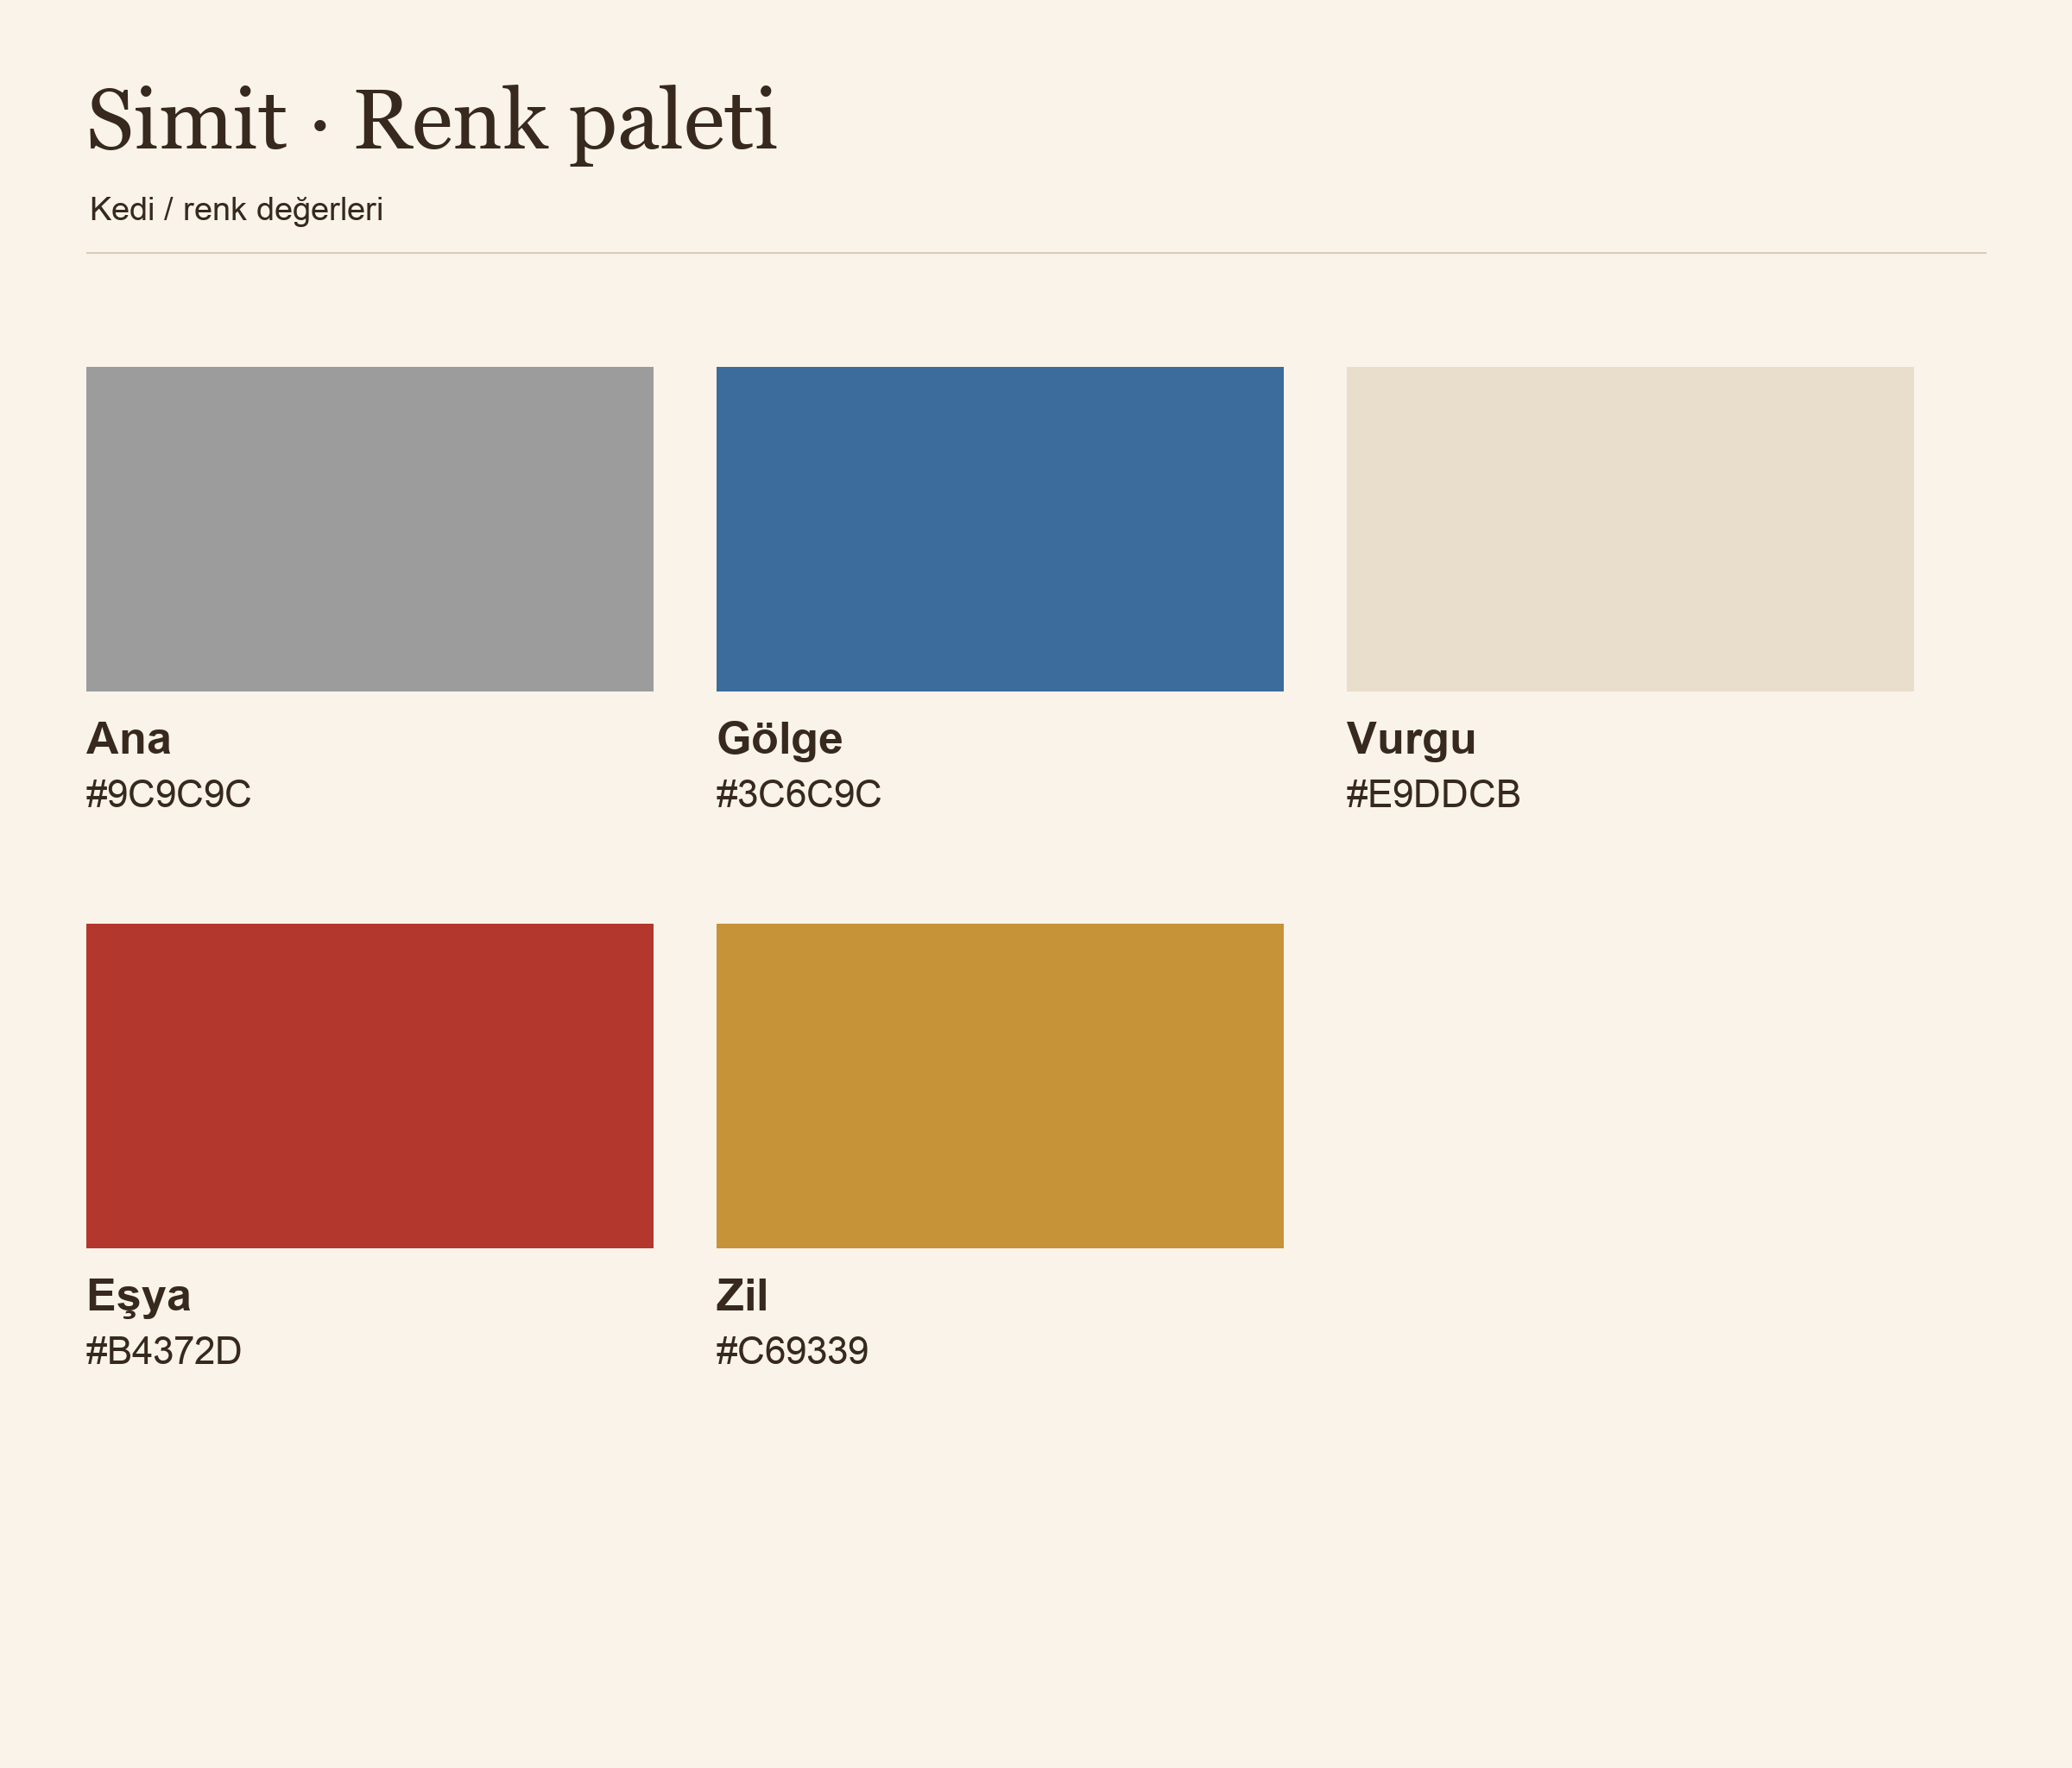 Simit · Renk paleti
Kedi / renk değerleri
Ana
#9C9C9C
Gölge
#3C6C9C
Vurgu
#E9DDCB
Eşya
#B4372D
Zil
#C69339